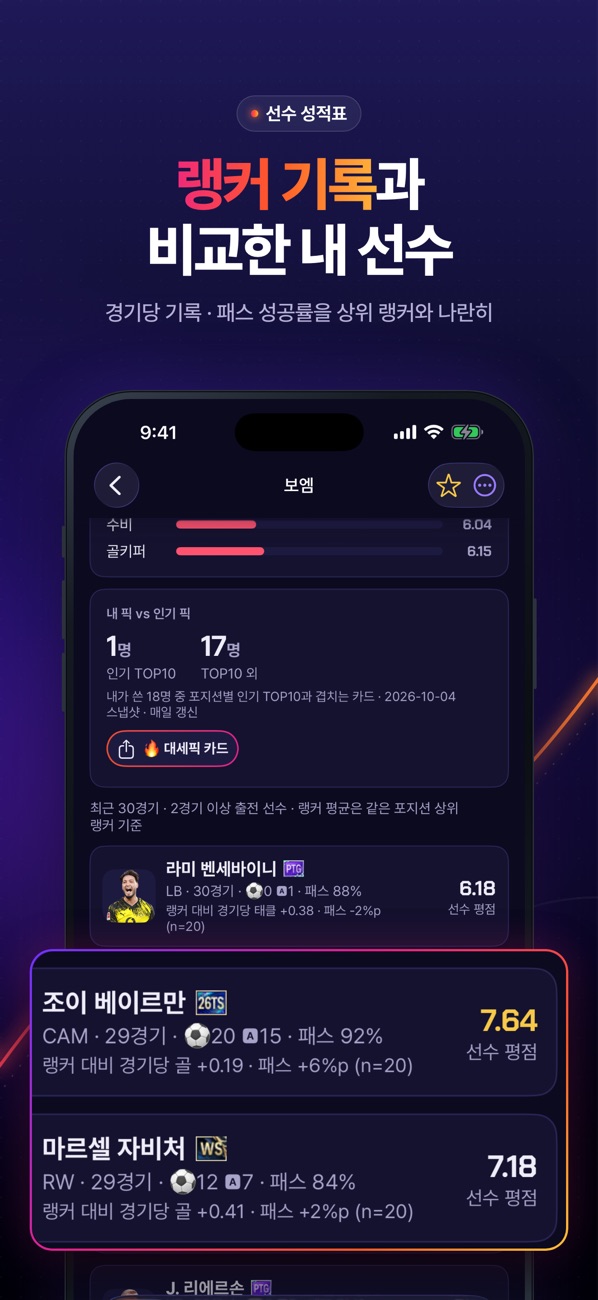 선수 성적표
랭커 기록과
비교한 내 선수
경기당 기록 · 패스 성공률을 상위 랭커와 나란히
9:41
보엠
수비 6.04
골키퍼 6.15
내 픽 vs 인기 픽
1명 17명
인기 TOP10 TOP10 외
내가 쓴 18명 중 포지션별 인기 TOP10과 겹치는 카드 · 2026-10-04
스냅샷 · 매일 갱신
🔥 대세픽 카드
최근 30경기 · 2경기 이상 출전 선수 · 랭커 평균은 같은 포지션 상위
랭커 기준
라미 벤세바이니 PTG
LB · 30경기 · ⚽0 🅰1 · 패스 88%
6.18
랭커 대비 경기당 태클 +0.38 · 패스 -2%p
선수 평점
(n=20)
조이 베이르만 26TS
7.64
CAM · 29경기 · ⚽20 🅰15 · 패스 92%
선수 평점
랭커 대비 경기당 골 +0.19 · 패스 +6%p (n=20)
마르셀 자비처 WS
7.18
RW · 29경기 · ⚽12 🅰7 · 패스 84%
선수 평점
랭커 대비 경기당 골 +0.41 · 패스 +2%p (n=20)
J. 리에르손 PTG